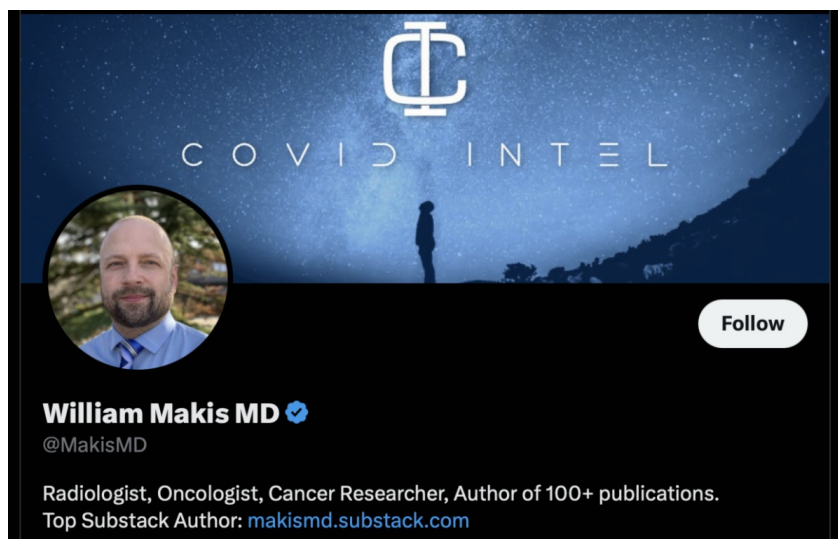 COVID INTEL
Follow
William Makis MD
@MakisMD
Radiologist, Oncologist, Cancer Researcher, Author of 100+ publications.
Top Substack Author: makismd.substack.com